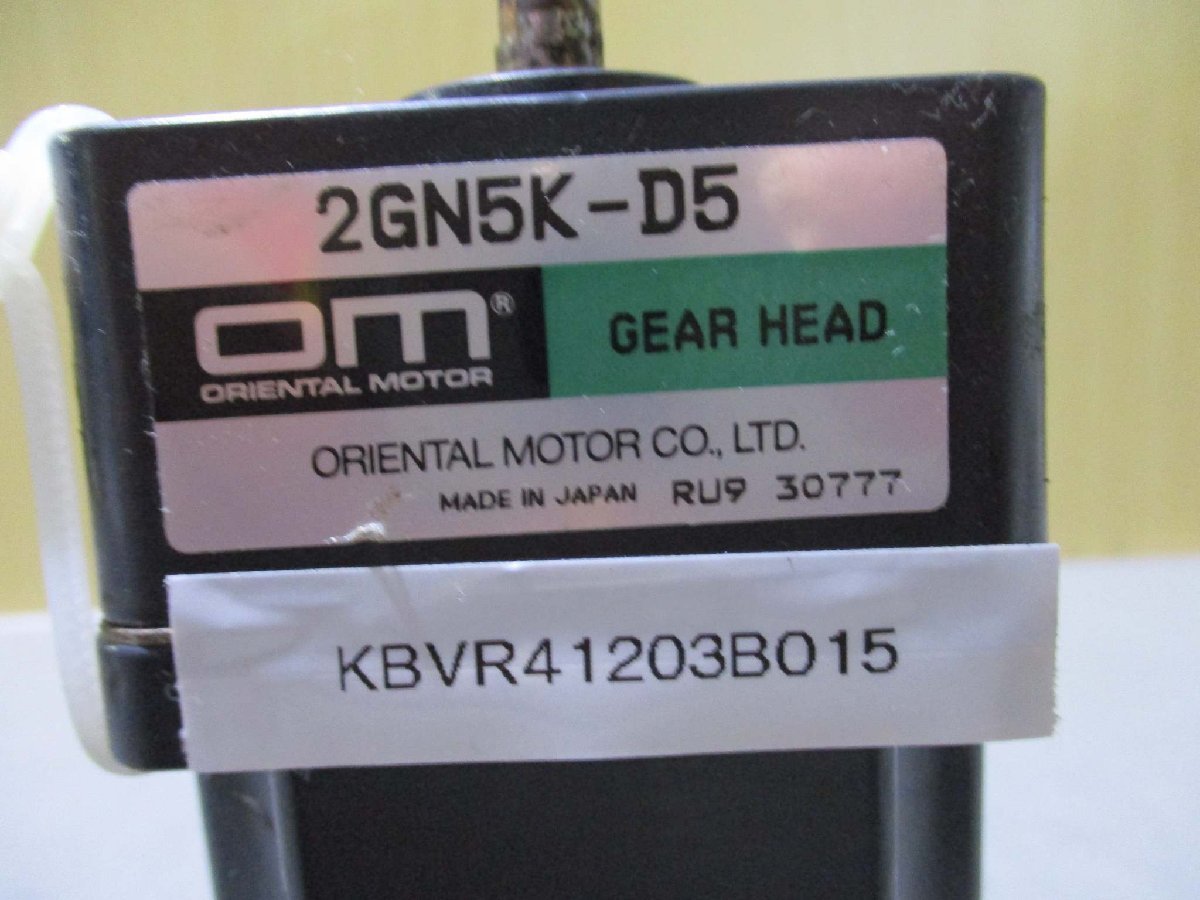 2GN5K-D5
om®
ORIENTAL MOTOR
GEAR HEAD
ORIENTAL MOTOR CO., LTD.
MADE IN JAPAN RU9 30777
KBVR41203B015